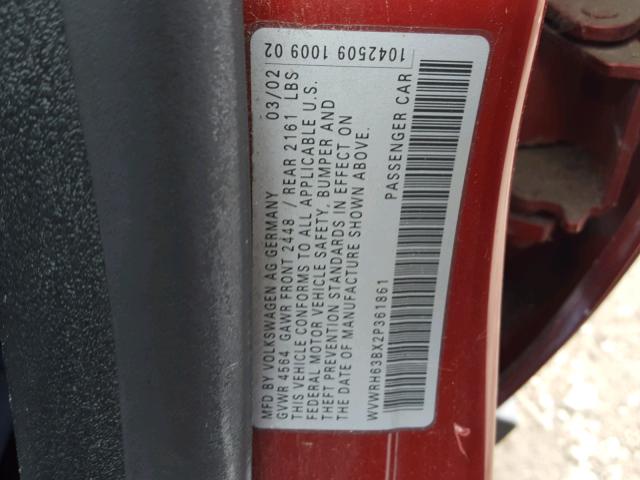 MFD BY VOLKSWAGEN AG GERMANY 03/02
GVWR 4564 GAWR FRONT 2448 / REAR 2161 LBS
THIS VEHICLE CONFORMS TO ALL APPLICABLE U.S.
FEDERAL MOTOR VEHICLE SAFETY, BUMPER AND
THEFT PREVENTION STANDARDS IN EFFECT ON
THE DATE OF MANUFACTURE SHOWN ABOVE.
WVWRH63BX2P361861 PASSENGER CAR
1042509 1009 02